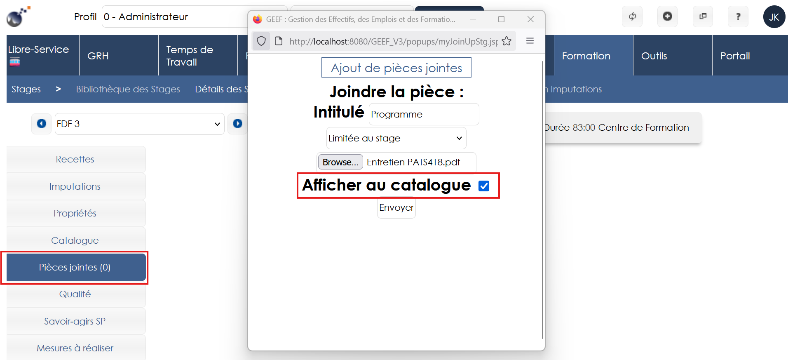 Profil 0 - Administrateur
? JK
GEEF : Gestion des Effectifs, des Emplois et des Formatio...
http://localhost:8080/GEEF_V3/popups/myJoinUpStg.jsp
Libre-Service
GRH
Temps de
Travail
Formation
Outils
Portail
Stages > Bibliothèque des Stages Détails des S
n Imputations
FDF 3
Durée 83:00 Centre de Formation
Ajout de pièces jointes
Joindre la pièce :
Intitulé Programme
Limitée au stage
Browse... Entretien PATS418.pdf
Afficher au catalogue
Envoyer
Recettes
Imputations
Propriétés
Catalogue
Pièces jointes (0)
Qualité
Savoir-agirs SP
Mesures à réaliser